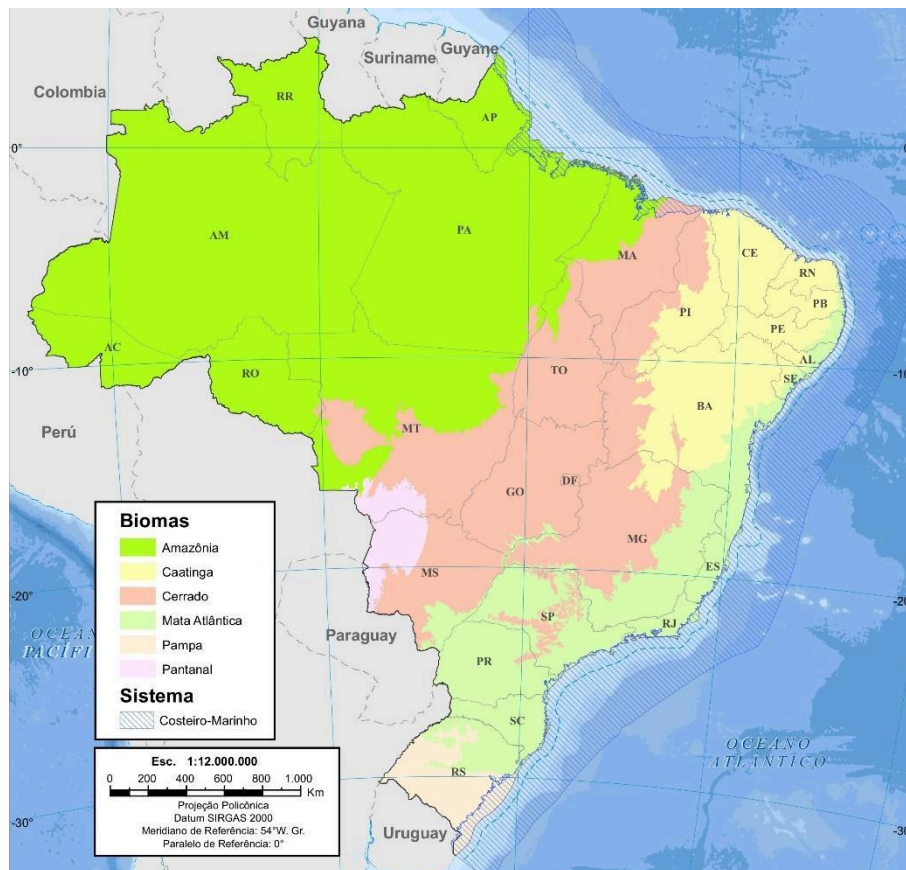 Guyana
Suriname
Guyane
Colombia
RR
AP
0°
0
AM
PA
MA
CE
RN
PB
PI
PE
AC
AL
-10°
RO
TO
SE
-10
BA
Perú
MT
GO
DF
Biomas
Amazônia
Caatinga
Cerrado
Mata Atlântica
Pampa
Pantanal
Sistema
Costeiro-Marinho
MG
MS
ES
-20°
-20
SP
RJ
OCEANO
PACÍFI
Paraguay
PR
SC
OCEANO
ATLÂNTICO
RS
Esc. 1:12.000.000
0 200 400 600 800 1.000
Km
Projeção Policônica
Datum SIRGAS 2000
Meridiano de Referência: 54°W. Gr.
Paralelo de Referência: 0°
-30°
-30
Uruguay